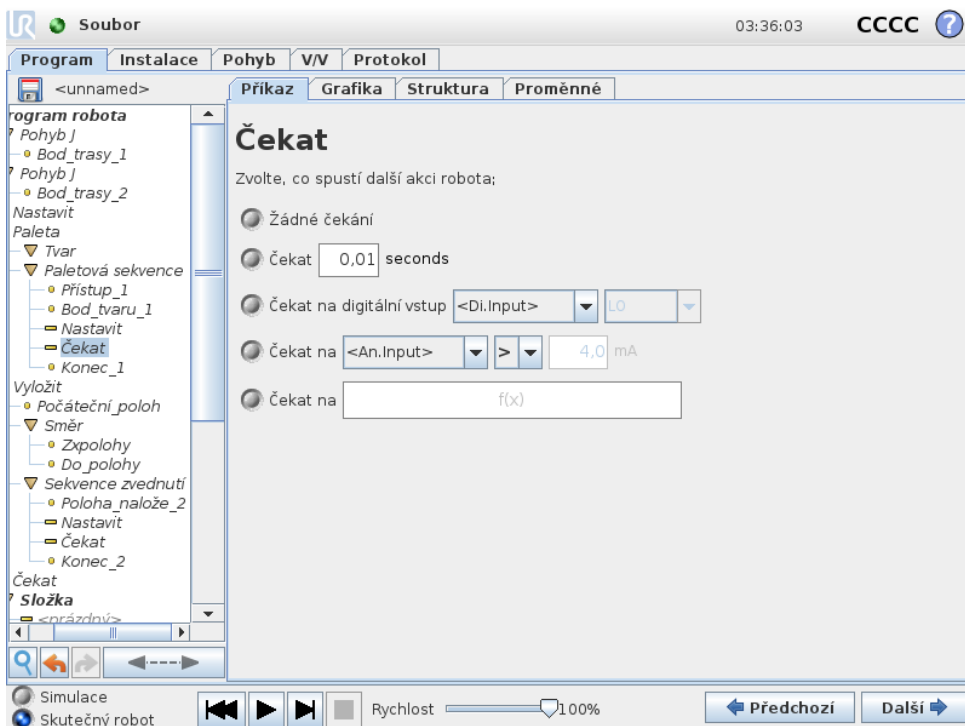 UR Soubor 03:36:03 CCCC ?
Program Instalace Pohyb V/V Protokol
<unnamed> Příkaz Grafika Struktura Proměnné
rogram robota
Pohyb J
Bod_trasy_1
Pohyb J
Bod_trasy_2
Nastavit
Paleta
Tvar
Paletová sekvence
Přístup_1
Bod_tvaru_1
Nastavit
Čekat
Konec_1
Vyložit
Počáteční_poloh
Směr
Zxpolohy
Do_polohy
Sekvence zvednutí
Poloha_nalože_2
Nastavit
Čekat
Konec_2
Čekat
Složka
<prázdný>
Čekat
Zvolte, co spustí další akci robota;
Žádné čekání
Čekat 0,01 seconds
Čekat na digitální vstup <Di.Input> LO
Čekat na <An.Input> > 4,0 mA
Čekat na f(x)
Simulace
Skutečný robot
Rychlost 100%
Předchozí Další